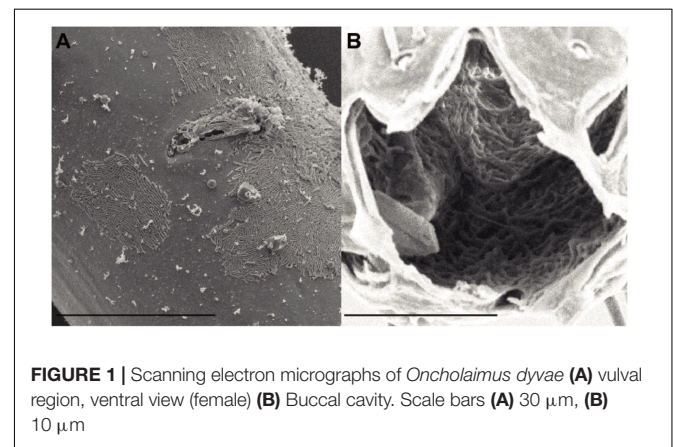 A B
FIGURE 1 | Scanning electron micrographs of Oncholaimus dyvae (A) vulval
region, ventral view (female) (B) Buccal cavity. Scale bars (A) 30 μm, (B)
10 μm